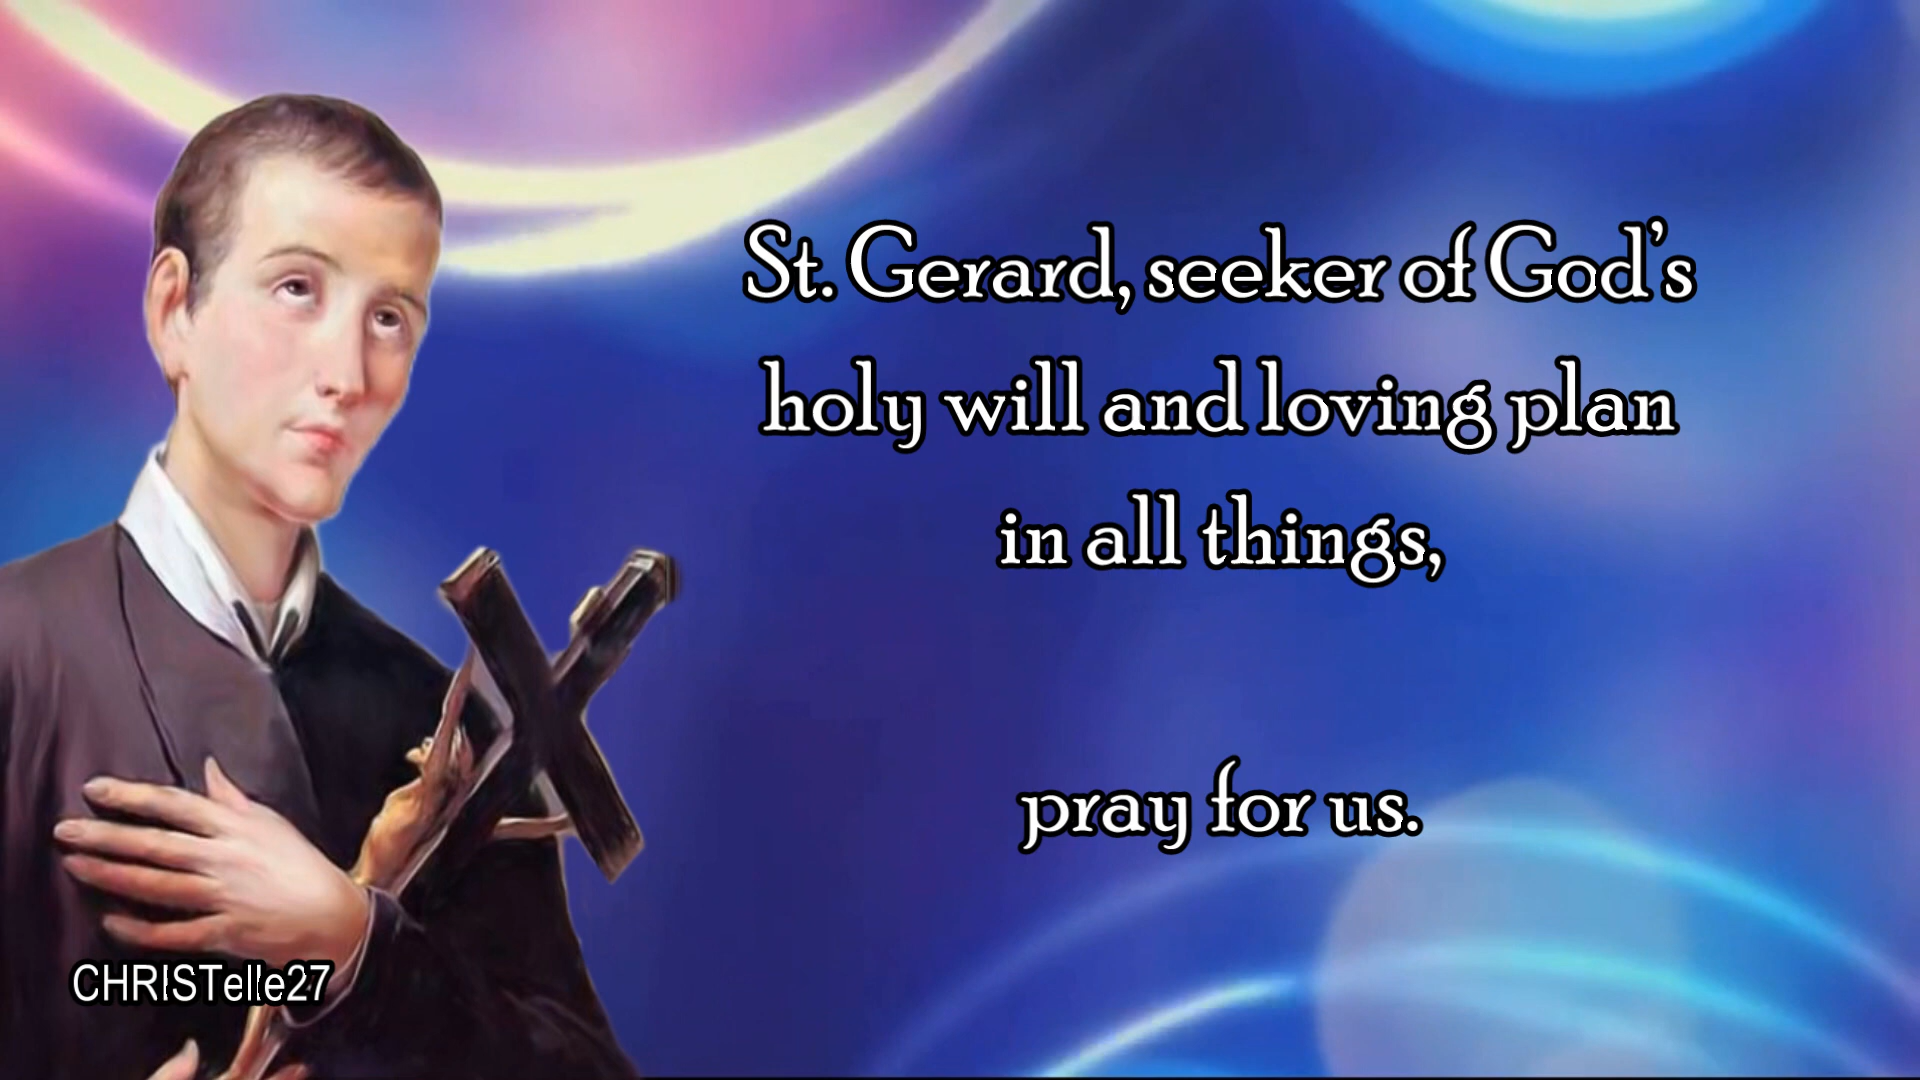 St. Gerard, seeker of God's
holy will and loving plan
in all things,
pray for us.
CHRISTelle27